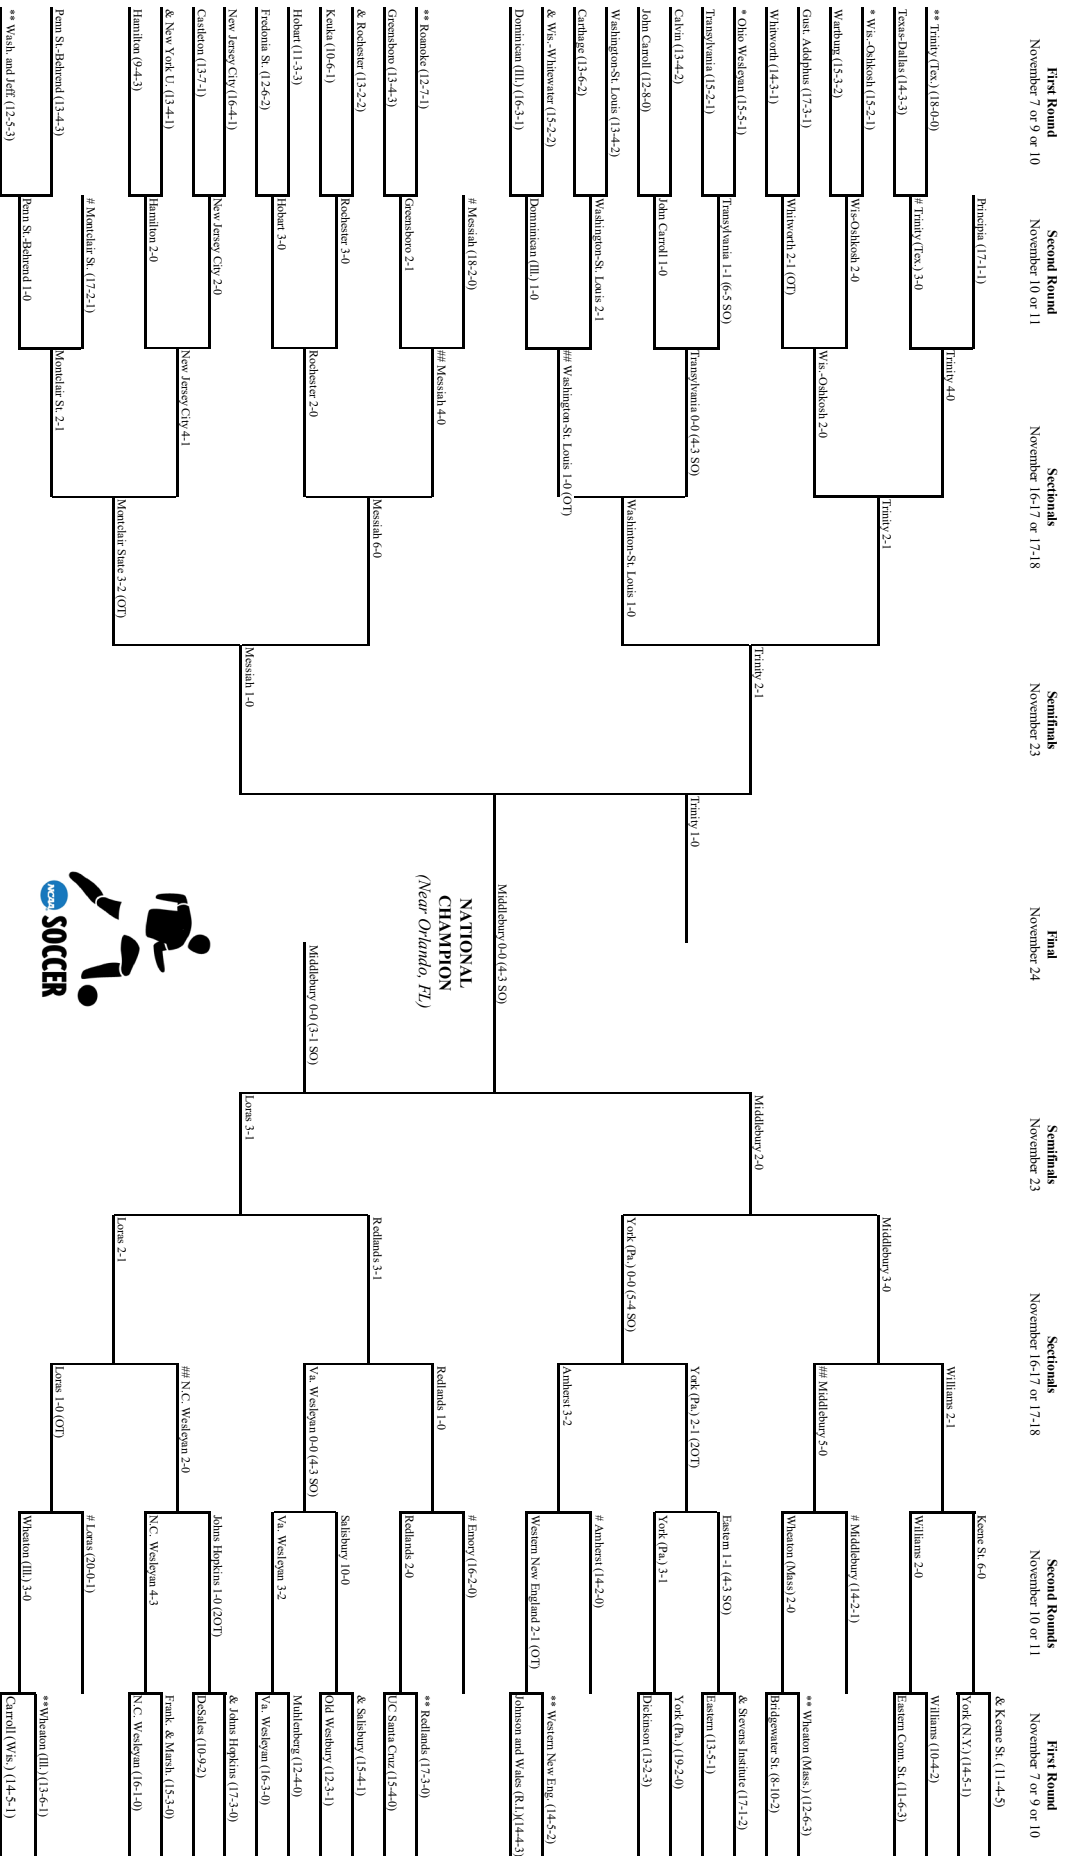 First Round
November 7 or 9 or 10
Second Round
November 10 or 11
Sectionals
November 16-17 or 17-18
Semifinals
November 23
Final
November 24
Semifinals
November 23
Sectionals
November 16-17 or 17-18
Second Rounds
November 10 or 11
First Round
November 7 or 9 or 10
** Trinity (Tex.) (18-0-0)
Texas-Dallas (14-3-3)
* Wis.-Oshkosh (15-2-1)
Wartburg (15-3-2)
Gust. Adolphus (17-3-1)
Whitworth (14-3-1)
* Ohio Wesleyan (15-5-1)
Transylvania (15-2-1)
Calvin (13-4-2)
John Carroll (12-8-0)
Washington-St. Louis (13-4-2)
Carthage (13-6-2)
& Wis.-Whitewater (15-2-2)
Dominican (Ill.) (16-3-1)
** Roanoke (12-7-1)
Greensboro (13-4-3)
& Rochester (13-2-2)
Keuka (10-6-1)
Hobart (11-3-3)
Fredonia St. (12-6-2)
New Jersey City (16-4-1)
Castleton (13-7-1)
& New York U. (13-4-1)
Hamilton (9-4-3)
Penn St.-Behrend (13-4-3)
** Wash. and Jeff. (12-5-3)
Principia (17-1-1)
# Trinity (Tex.) 3-0
Wis-Oshkosh 2-0
Whitworth 2-1 (OT)
Transylvania 1-1 (6-5 SO)
John Carroll 1-0
Washington-St. Louis 2-1
Domninican (Ill.) 1-0
# Messiah (18-2-0)
Greensboro 2-1
Rochester 3-0
Hobart 3-0
New Jersey City 2-0
Hamilton 2-0
# Montclair St. (17-2-1)
Penn St.-Behrend 1-0
Trinity 4-0
Wis.-Oshkosh 2-0
Transylvania 0-0 (4-3 SO)
## Washington-St. Louis 1-0 (OT)
## Messiah 4-0
Rochester 2-0
New Jersey City 4-1
Montclair St. 2-1
Trinity 2-1
Washinton-St. Louis 1-0
Messiah 6-0
Montclair State 3-2 (OT)
Trinity 2-1
Messiah 1-0
Trinity 1-0
Middlebury 0-0 (4-3 SO)
NATIONAL
CHAMPION
(Near Orlando, FL)
Middlebury 0-0 (3-1 SO)
NCAA
SOCCER
Middlebury 2-0
Loras 3-1
Middlebury 3-0
York (Pa.) 0-0 (5-4 SO)
Redlands 3-1
Loras 2-1
Williams 2-1
## Middlebury 5-0
York (Pa.) 2-1 (2OT)
Amherst 3-2
Redlands 1-0
Va. Wesleyan 0-0 (4-3 SO)
## N.C. Wesleyan 2-0
Loras 1-0 (OT)
Keene St. 6-0
Williams 2-0
# Middlebury (14-2-1)
Wheaton (Mass) 2-0
Eastern 1-1 (4-3 SO)
York (Pa.) 3-1
# Amherst (14-2-0)
Western New England 2-1 (OT)
# Emory (16-2-0)
Redlands 2-0
Salisbury 10-0
Va. Wesleyan 3-2
Johns Hopkins 1-0 (2OT)
N.C. Wesleyan 4-3
# Loras (20-0-1)
Wheaton (Ill.) 3-0
& Keene St. (11-4-5)
York (N.Y.) (14-5-1)
Williams (10-4-2)
Eastern Conn. St. (11-6-3)
** Wheaton (Mass.) (12-6-3)
Bridgewater St. (8-10-2)
& Stevens Institute (17-1-2)
Eastern (13-5-1)
York (Pa.) (19-2-0)
Dickinson (13-2-3)
** Western New Eng. (14-5-2)
Johnson and Wales (R.I.)(14-4-3)
** Redlands (17-3-0)
UC Santa Cruz (15-4-0)
& Salisbury (15-4-1)
Old Westbury (12-3-1)
Muhlenberg (12-4-0)
Va. Wesleyan (16-3-0)
& Johns Hopkins (17-3-0)
DeSales (10-9-2)
Frank. & Marsh. (15-3-0)
N.C. Wesleyan (16-1-0)
**Wheaton (Ill.) (13-6-1)
Carroll (Wis.) (14-5-1)